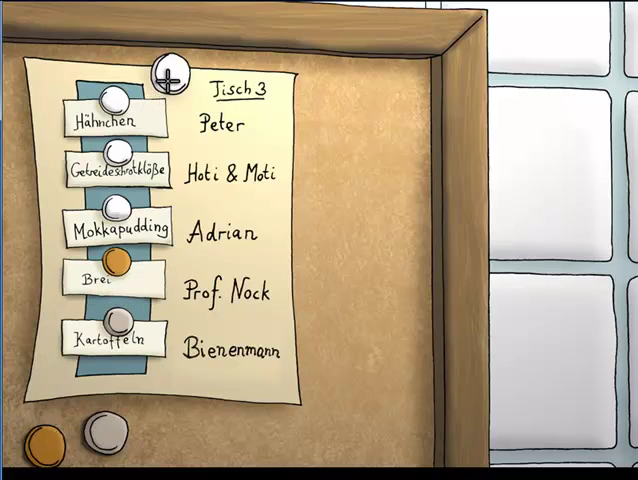 Tisch 3
Hähnchen Peter
Getreideschrotklöße Hoti & Moti
Mokkapudding Adrian
Brei Prof. Nock
Kartoffeln Bienenmann